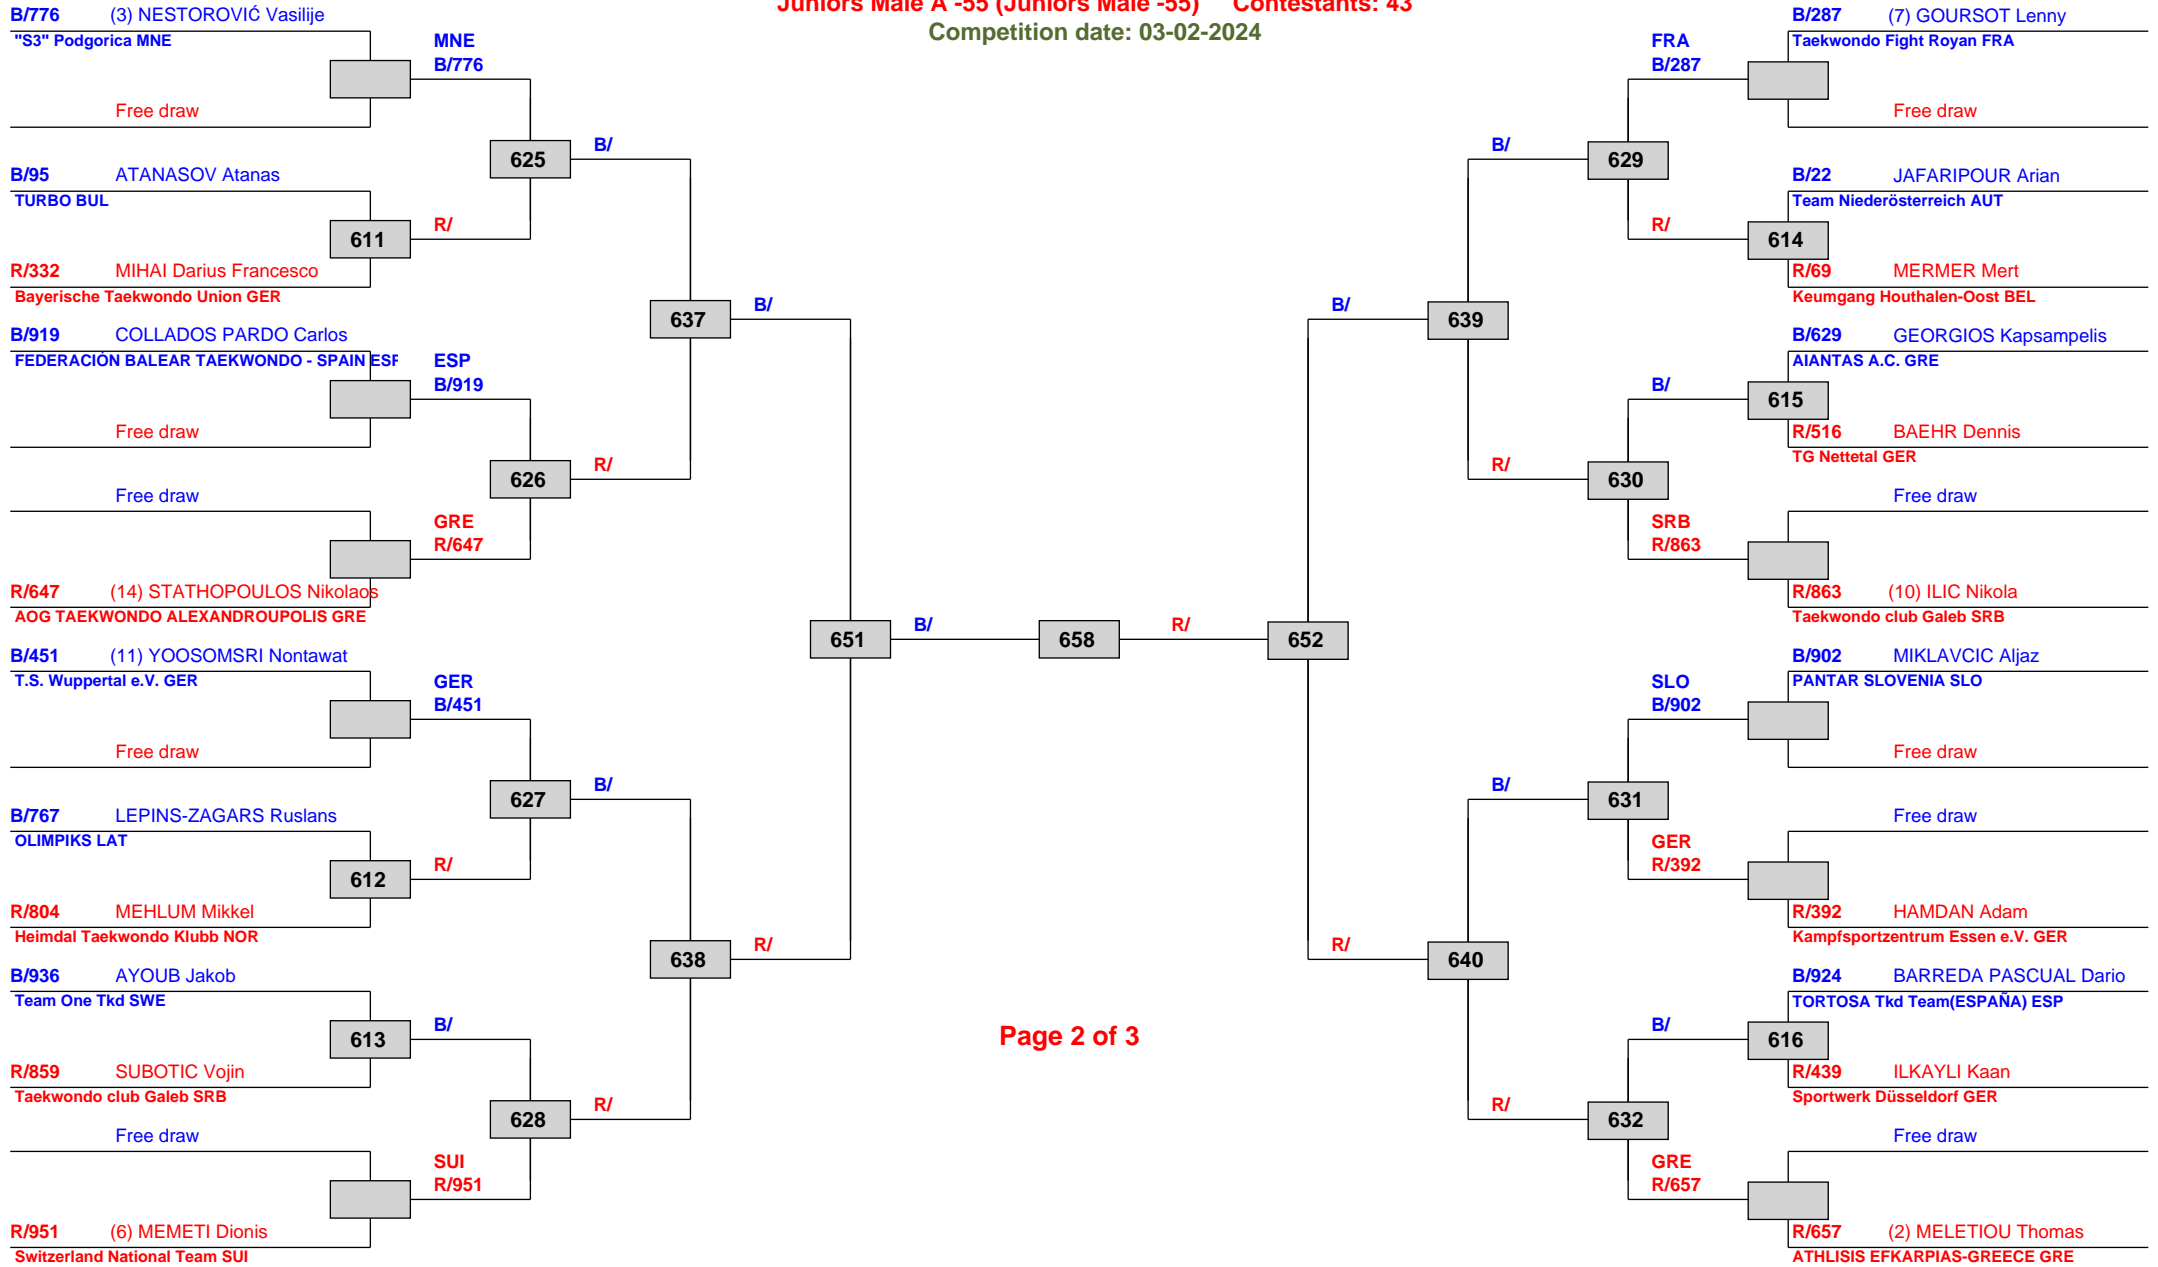 Juniors Male A -55 (Juniors Male -55) Contestants: 43
Competition date: 03-02-2024
B/776 (3) NESTOROVIĆ Vasilije
"S3" Podgorica MNE
MNE
B/776
Free draw
625
B/
B/95 ATANASOV Atanas
TURBO BUL
611
R/
R/332 MIHAI Darius Francesco
Bayerische Taekwondo Union GER
637
B/
B/919 COLLADOS PARDO Carlos
FEDERACIÓN BALEAR TAEKWONDO - SPAIN ESP
ESP
B/919
Free draw
626
R/
Free draw
GRE
R/647
R/647 (14) STATHOPOULOS Nikolaos
AOG TAEKWONDO ALEXANDROUPOLIS GRE
651
B/
658
R/
652
B/451 (11) YOOSOMSRI Nontawat
T.S. Wuppertal e.V. GER
GER
B/451
Free draw
627
B/
B/767 LEPINS-ZAGARS Ruslans
OLIMPIKS LAT
612
R/
R/804 MEHLUM Mikkel
Heimdal Taekwondo Klubb NOR
638
R/
B/936 AYOUB Jakob
Team One Tkd SWE
613
B/
R/859 SUBOTIC Vojin
Taekwondo club Galeb SRB
628
R/
Free draw
SUI
R/951
R/951 (6) MEMETI Dionis
Switzerland National Team SUI
Page 2 of 3
B/287 (7) GOURSOT Lenny
Taekwondo Fight Royan FRA
FRA
B/287
Free draw
B/
629
B/22 JAFARIPOUR Arian
Team Niederösterreich AUT
R/
614
R/69 MERMER Mert
Keumgang Houthalen-Oost BEL
B/
639
B/629 GEORGIOS Kapsampelis
AIANTAS A.C. GRE
B/
615
R/516 BAEHR Dennis
TG Nettetal GER
R/
630
Free draw
SRB
R/863
R/863 (10) ILIC Nikola
Taekwondo club Galeb SRB
B/902 MIKLAVCIC Aljaz
PANTAR SLOVENIA SLO
SLO
B/902
Free draw
B/
631
Free draw
GER
R/392
R/392 HAMDAN Adam
Kampfsportzentrum Essen e.V. GER
R/
640
B/924 BARREDA PASCUAL Dario
TORTOSA Tkd Team(ESPAÑA) ESP
B/
616
R/439 ILKAYLI Kaan
Sportwerk Düsseldorf GER
R/
632
Free draw
GRE
R/657
R/657 (2) MELETIOU Thomas
ATHLISIS EFKARPIAS-GREECE GRE